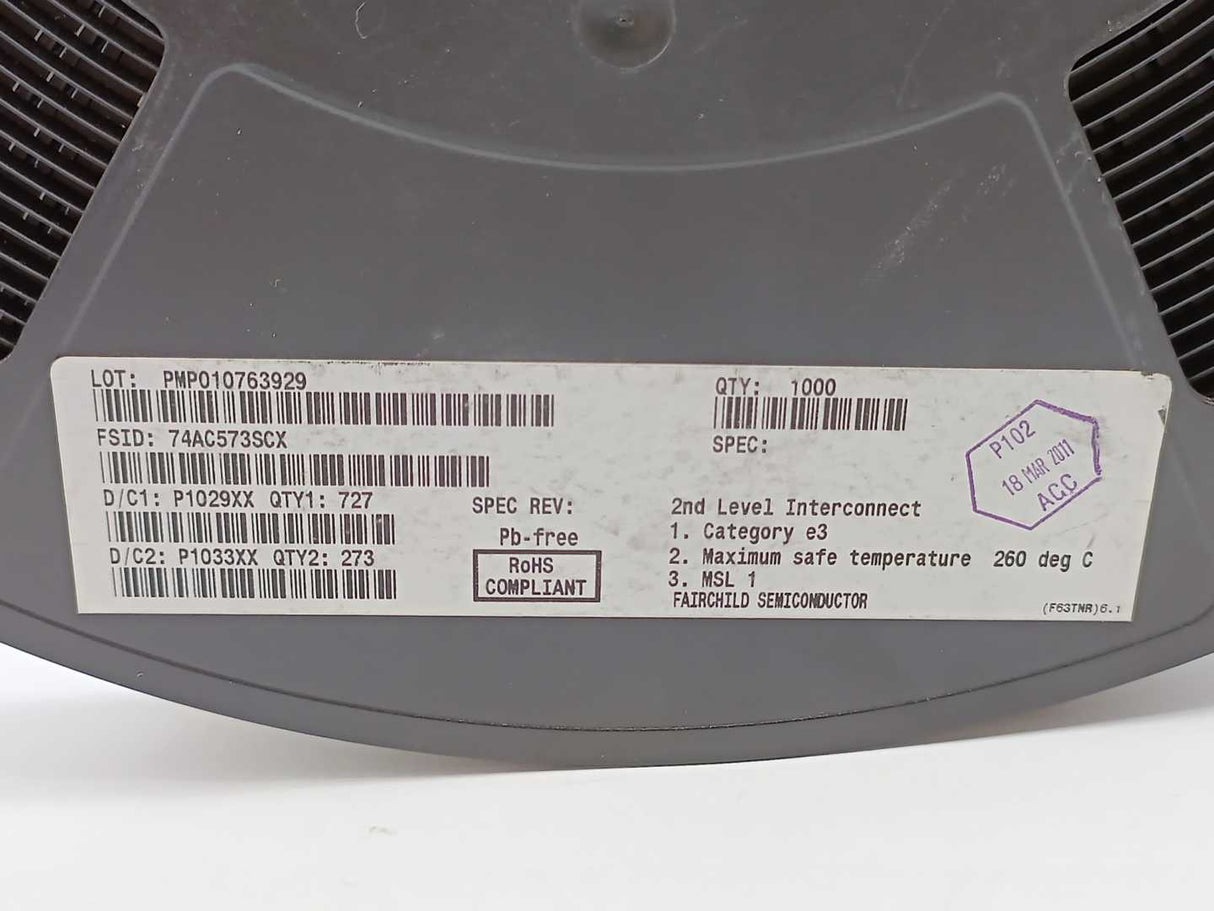 LOT: PMP010763929
QTY: 1000
FSID: 74AC573SCX
SPEC:
D/C1: P1029XX QTY1: 727
SPEC REV:
D/C2: P1033XX QTY2: 273
Pb-free
RoHS
COMPLIANT
2nd Level Interconnect
1. Category e3
2. Maximum safe temperature 260 deg C
3. MSL 1
FAIRCHILD SEMICONDUCTOR
(F63TNR)6.1
P102
18 MAR 2011
ACC